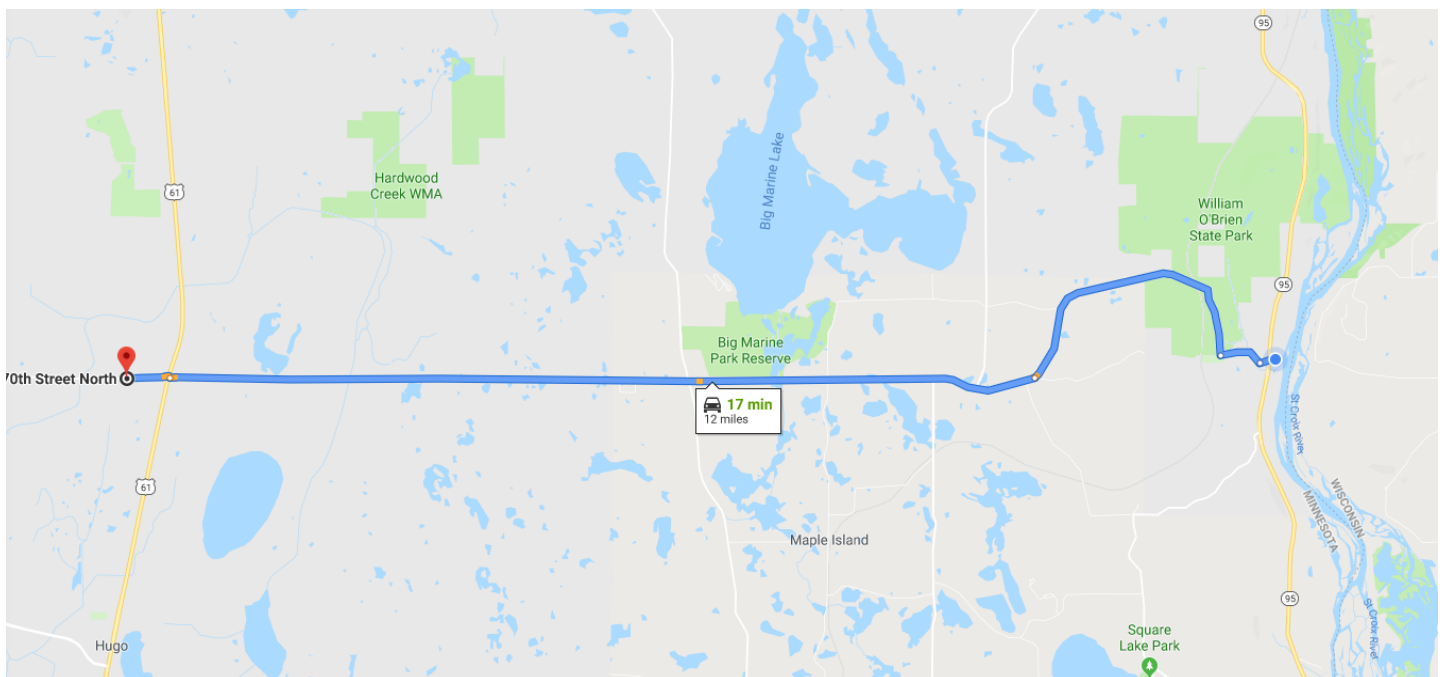 95
61
Hardwood
Creek WMA
Big Marine Lake
William
O'Brien
State Park
95
Big Marine
Park Reserve
70th Street North
17 min
12 miles
St Croix River
61
WISCONSIN
MINNESOTA
Maple Island
95
St Croix River
Hugo
Square
Lake Park